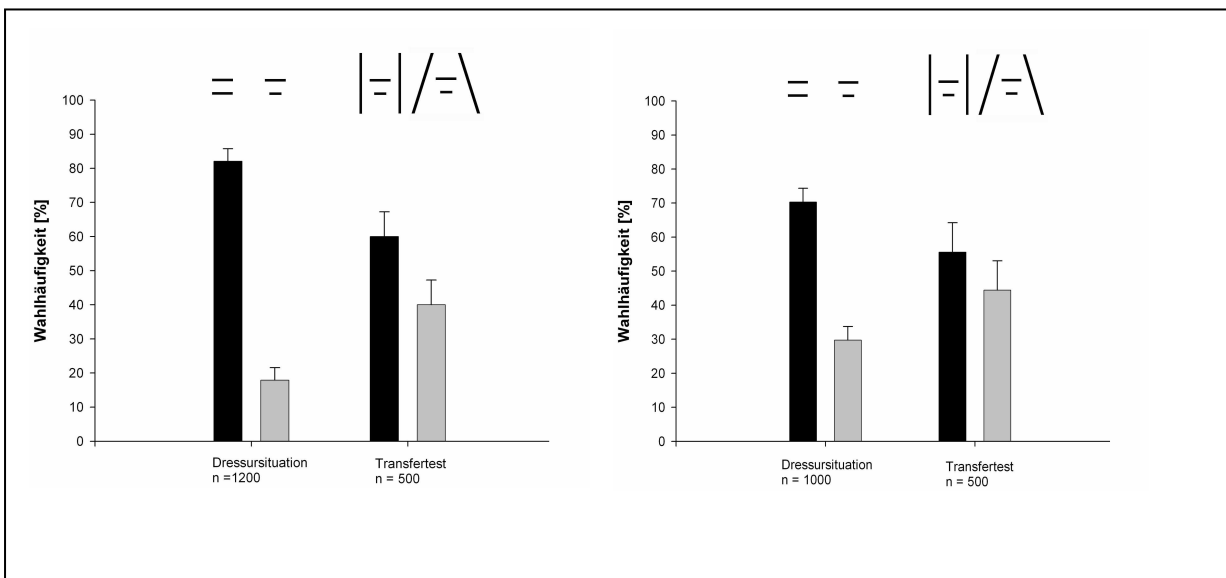 Wahlhäufigkeit [%]
100
90
80
70
60
50
40
30
20
10
0
Dressursituation
n =1200
Transfertest
n = 500
Wahlhäufigkeit [%]
100
90
80
70
60
50
40
30
20
10
0
Dressursituation
n = 1000
Transfertest
n = 500